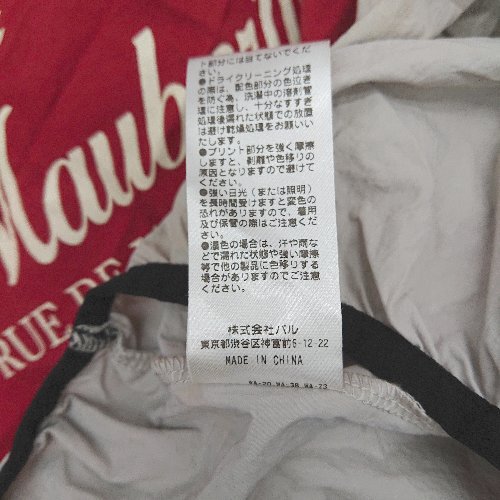 Mauber
RUE DE
ト部分には当てないでく
ださい。
●ドライクリーニング処理
の際は、配色部分の色泣き
を防ぐ為、洗濯中の溶剤管
理に注意し、十分なすすぎ
処理後濡れた状態での放置
は避け乾燥処理をお願いい
たします。
●プリント部分を強く摩擦
しますと、剥離や色移りの
原因となりますので避けて
ください。
●強い日光(または照明)
を長時間受けますと変色の
恐れがありますので、着用
及び保管の際はご注意くだ
さい。
●濃色の場合は、汗や雨な
どで濡れた状態や強い摩擦
等で他の製品に色移りする
場合がありますのでご注意
ください。
株式会社パル
東京都渋谷区神宮前6-12-22
MADE IN CHINA